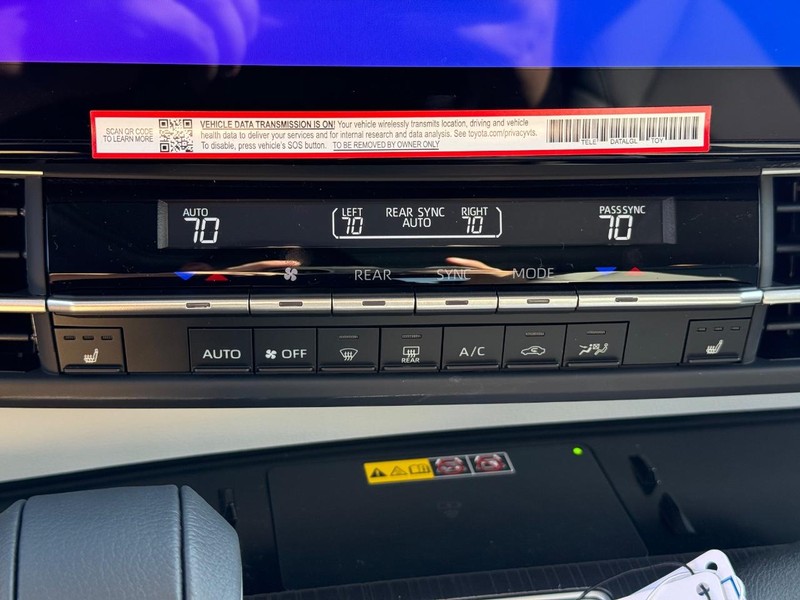 SCAN QR CODE
TO LEARN MORE
VEHICLE DATA TRANSMISSION IS ON! Your vehicle wirelessly transmits location, driving and vehicle
health data to deliver your services and for internal research and data analysis. See toyota.com/privacyvts.
To disable, press vehicle's SOS button. TO BE REMOVED BY OWNER ONLY
TELE DATALGL TOY
AUTO
70
LEFT
70
REAR SYNC
AUTO
RIGHT
70
PASS SYNC
70
REAR SYNC MODE
AUTO OFF REAR A/C